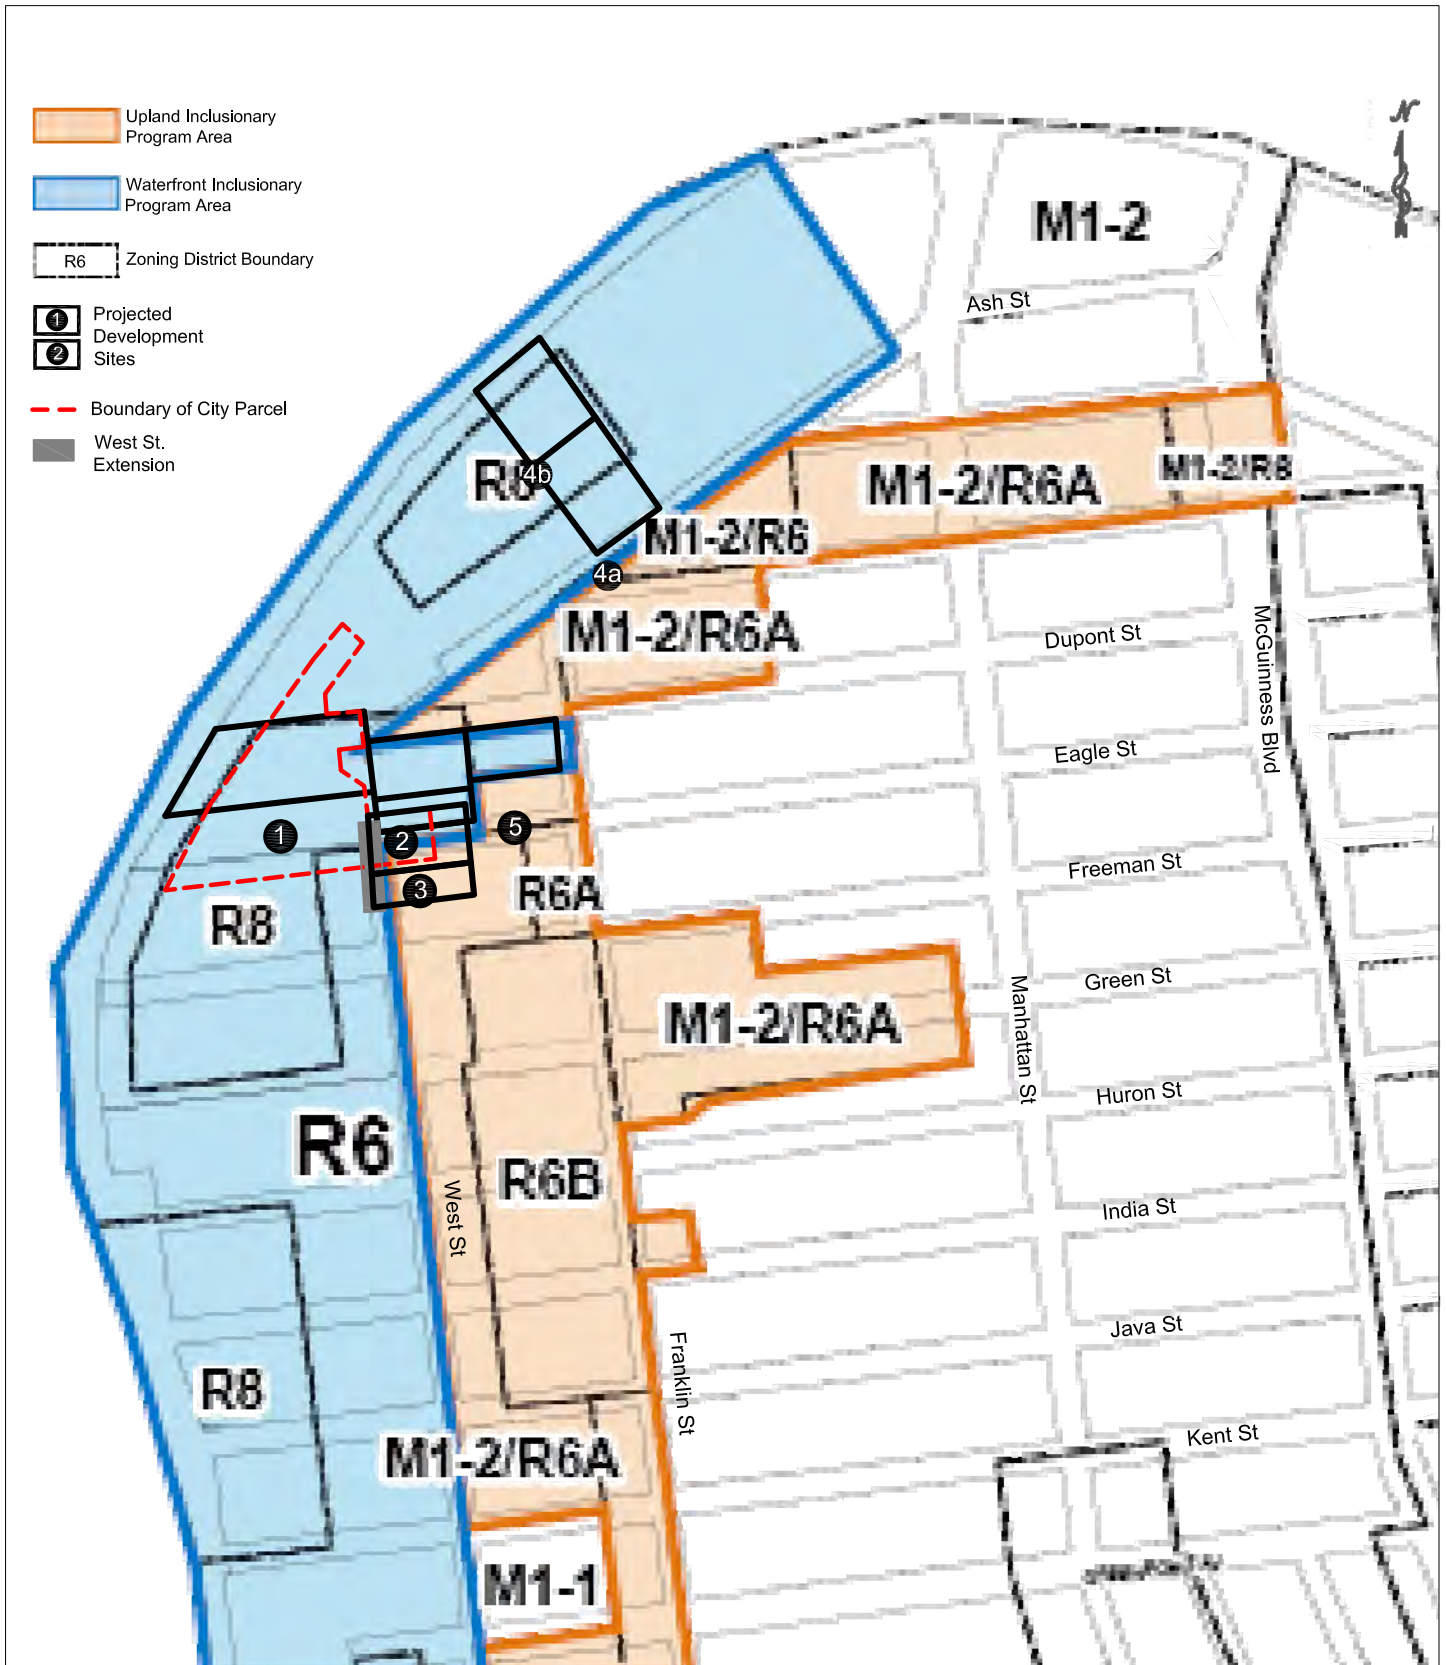 N
Upland Inclusionary
Program Area
Waterfront Inclusionary
Program Area
R6
Zoning District Boundary
1
2
Projected
Development
Sites
Boundary of City Parcel
West St.
Extension
M1-2
Ash St
4b
M1-2/R6A
M1-2/R6
4a
M1-2/R6A
Dupont St
McGuinness Blvd
Eagle St
1
2
5
3
Freeman St
R6A
R8
Green St
M1-2/R6A
Manhattan St
Huron St
R6
R6B
West St
India St
Java St
Franklin St
R8
Kent St
M1-2/R6A
M1-1